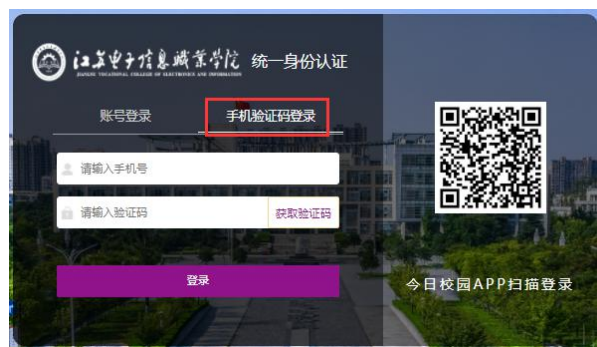 江苏电子信息职业学院 统一身份认证
JIANGSU VOCATIONAL COLLEGE OF ELECTRONICS AND INFORMATION
账号登录
手机验证码登录
请输入手机号
请输入验证码
获取验证码
登录
今日校园APP扫描登录